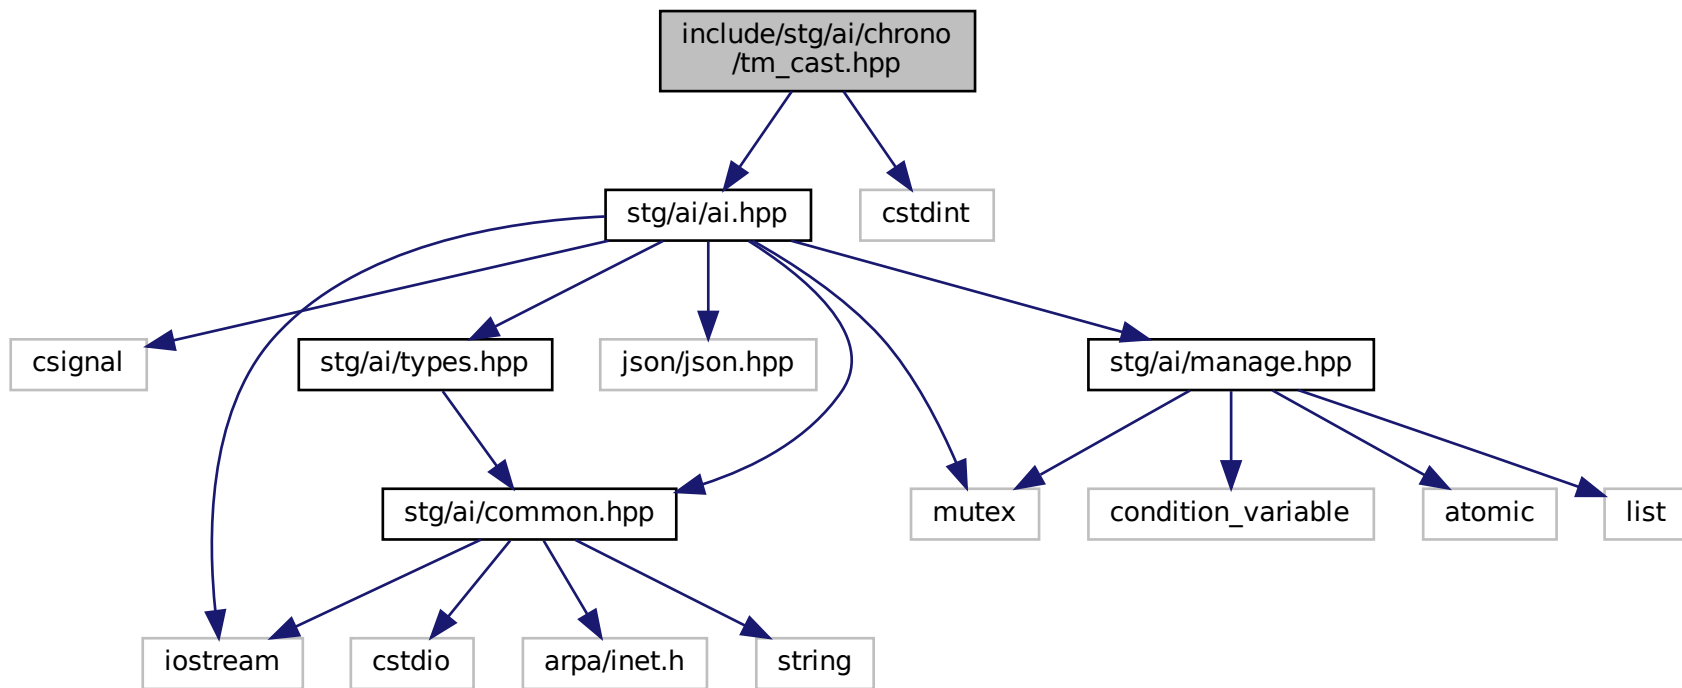 include/stg/ai/chrono
/tm_cast.hpp
stg/ai/ai.hpp
cstdint
csignal
stg/ai/types.hpp
json/json.hpp
stg/ai/manage.hpp
stg/ai/common.hpp
mutex
condition_variable
atomic
list
iostream
cstdio
arpa/inet.h
string